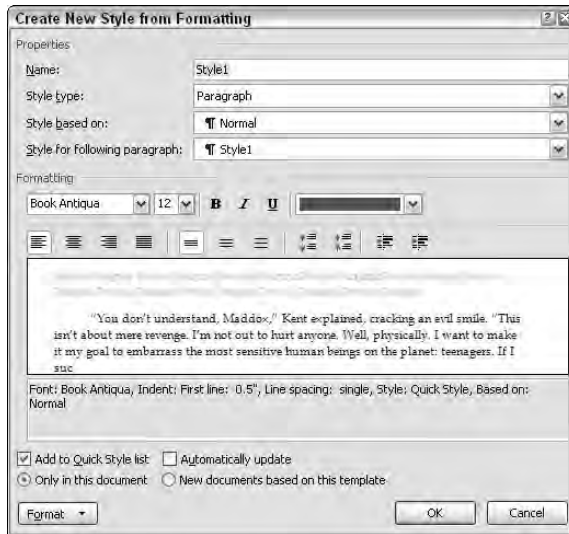 Create New Style from Formatting
Properties
Name: Style1
Style type: Paragraph
Style based on: ¶ Normal
Style for following paragraph: ¶ Style1
Formatting
Book Antiqua 12 B I U
"You don't understand, Maddox," Kent explained, cracking an evil smile. "This
isn't about mere revenge. I'm not out to hurt anyone. Well, physically. I want to make
it my goal to embarrass the most sensitive human beings on the planet: teenagers. If I
suc
Font: Book Antiqua, Indent: First line: 0.5", Line spacing: single, Style: Quick Style, Based on:
Normal
Add to Quick Style list Automatically update
Only in this document New documents based on this template
Format OK Cancel